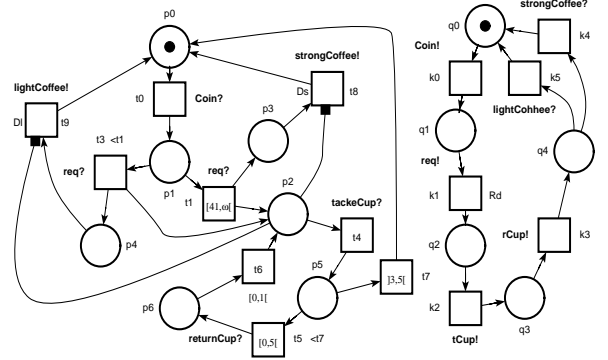 p0
q0
strongCoffee?
k4
Coin!
strongCoffee!
k0
k5
lightCoffee!
t0
Coin?
Ds
t8
lightCohhee?
Dl
t9
p3
q1
t3 <t1
req?
req?
req!
q4
p1
t1
[41,ω[
p2
k1
Rd
tackeCup?
t4
p4
q2
rCup!
k3
t6
p5
]3,5[
t7
[0,1[
p6
k2
q3
returnCup?
[0,5[
t5 <t7
tCup!